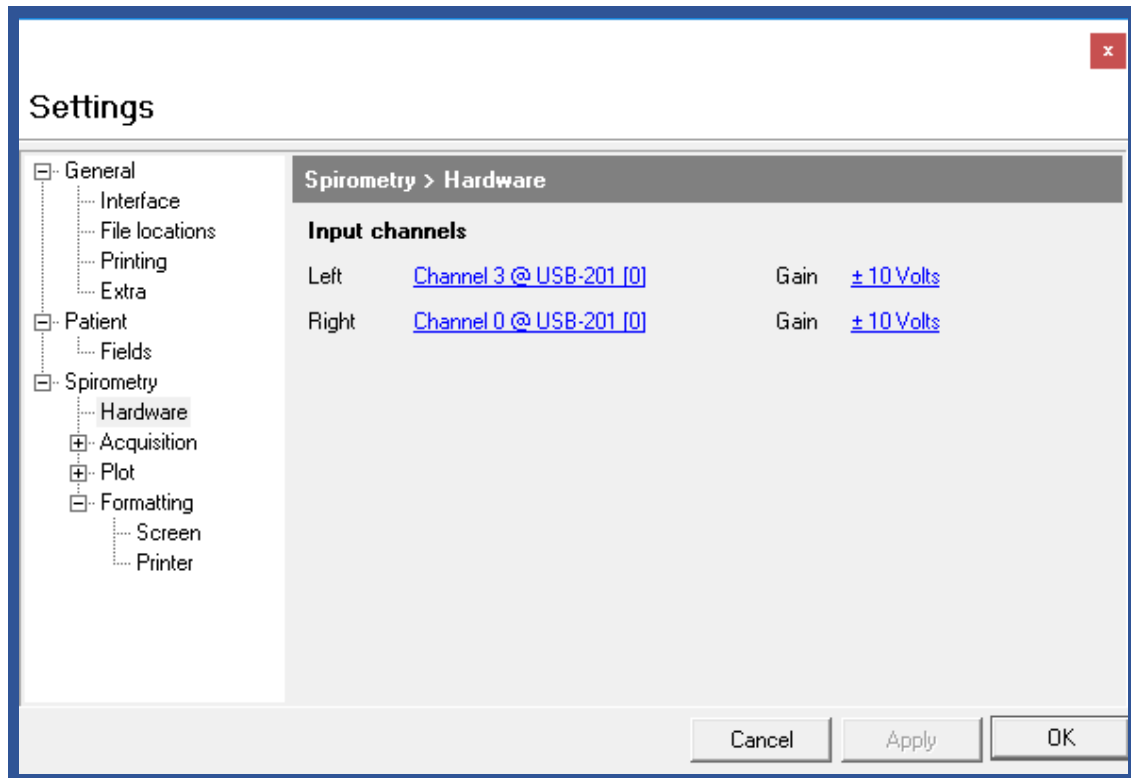 x
Settings
General
Interface
File locations
Printing
Extra
Patient
Fields
Spirometry
Hardware
Acquisition
Plot
Formatting
Screen
Printer
Spirometry > Hardware
Input channels
Left Channel 3 @ USB-201 [0] Gain ± 10 Volts
Right Channel 0 @ USB-201 [0] Gain ± 10 Volts
Cancel Apply OK